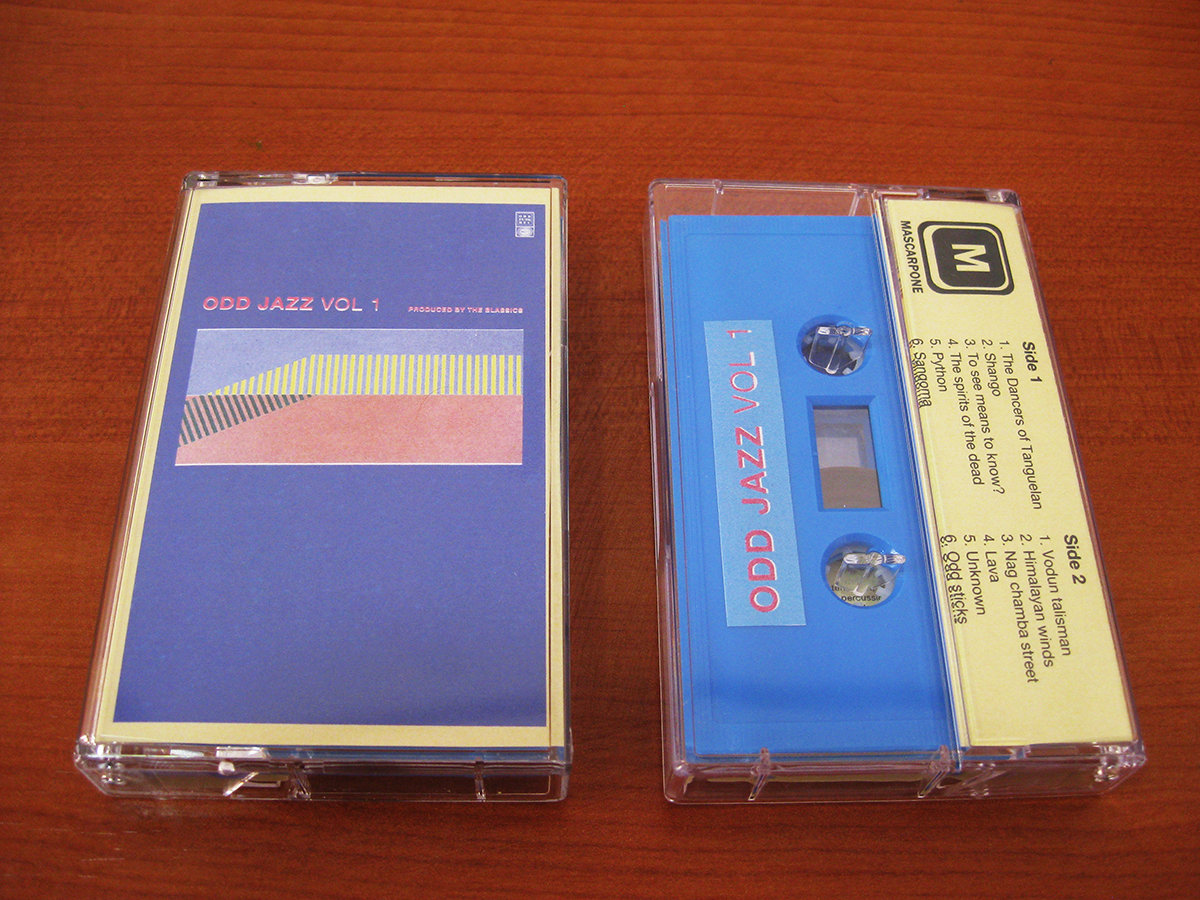 ODD JAZZ VOL 1
PRODUCED BY THE SLASSICS
ODD JAZZ VOL 1
M
MASCARPONE
Side 1
1. The Dancers of Tanguelan
2. Shango
3. To see means to know?
4. The spirits of the dead
5. Python
6. Sangoma
Side 2
1. Vodun talisman
2. Himalayan winds
3. Nag chamba street
4. Lava
5. Unknown
6. Odd sticks